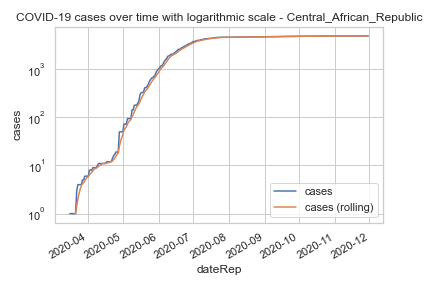 COVID-19 cases over time with logarithmic scale - Central_African_Republic
cases
10³
10²
10¹
10⁰
cases
cases (rolling)
2020-04
2020-05
2020-06
2020-07
2020-08
2020-09
2020-10
2020-11
2020-12
dateRep